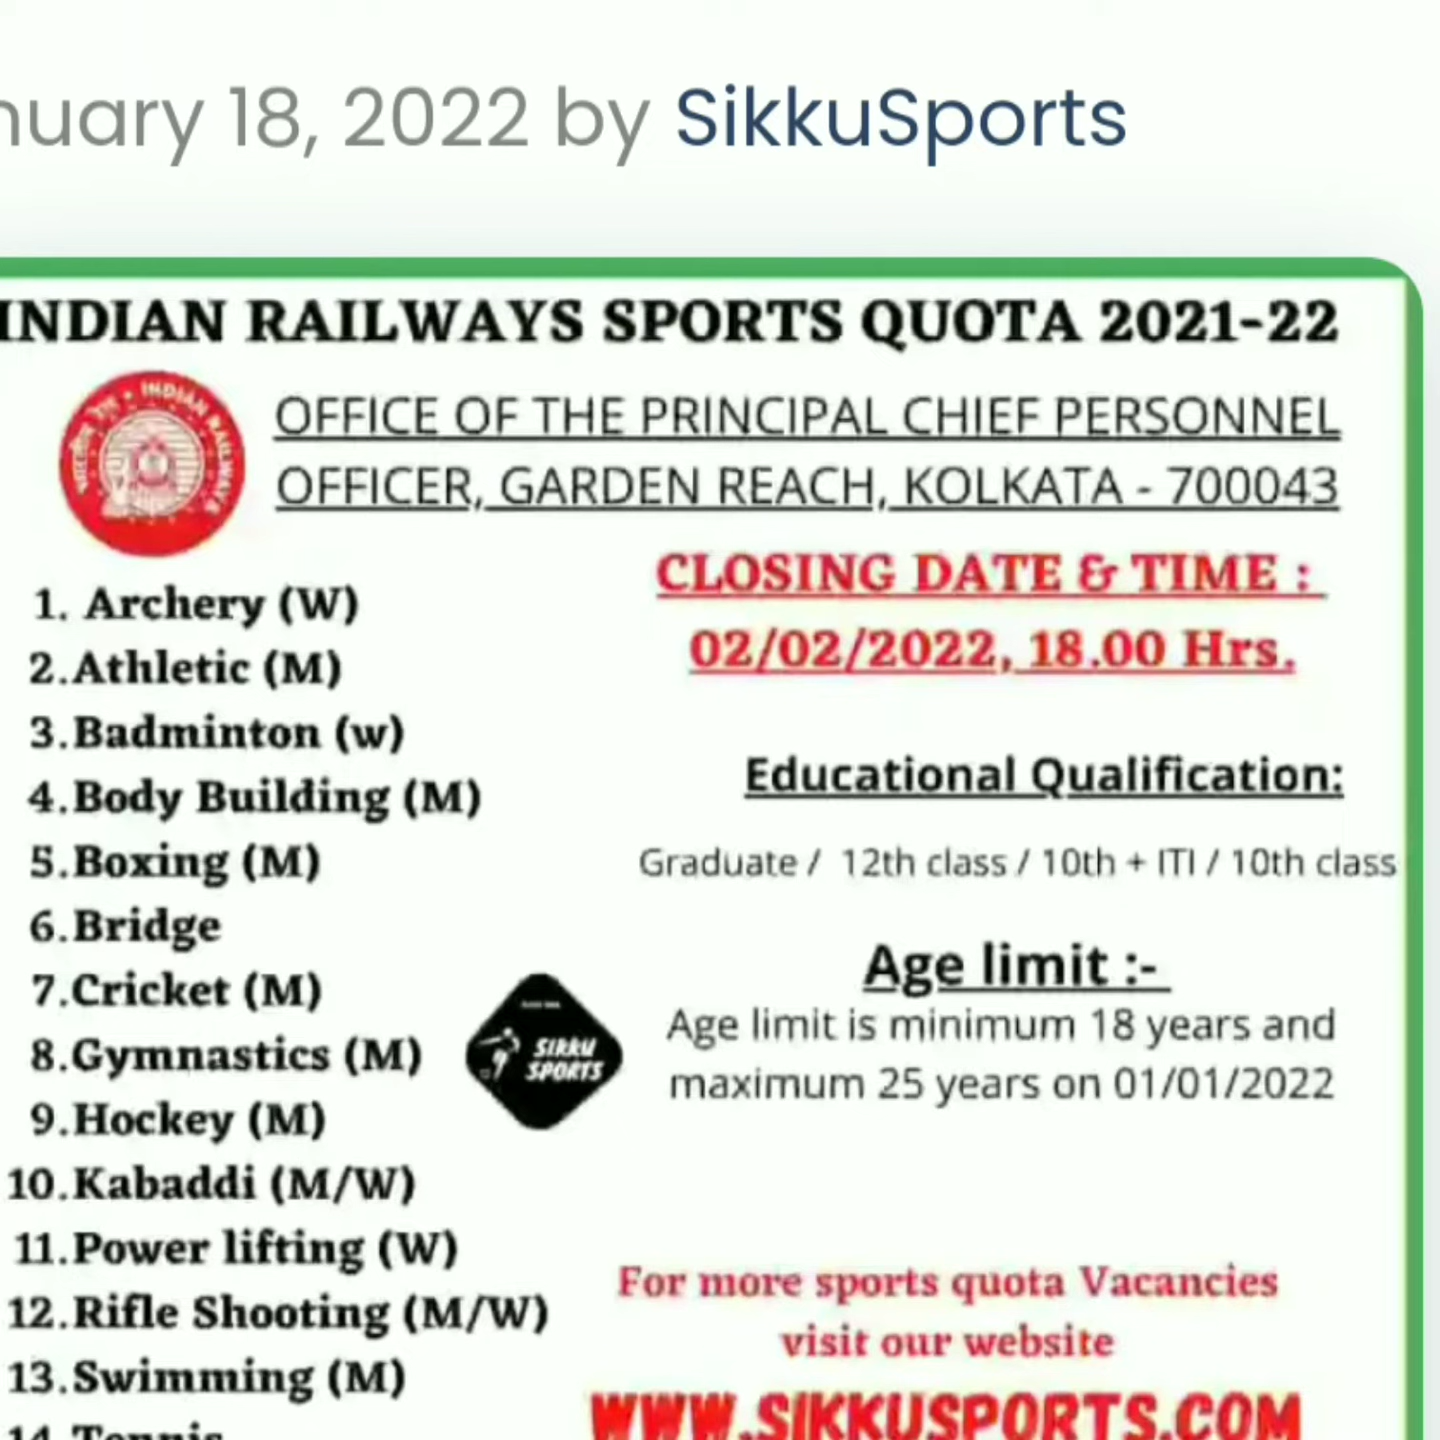 nuary 18, 2022 by SikkuSports
INDIAN RAILWAYS SPORTS QUOTA 2021-22
INDIAN RAILWAYS
OFFICE OF THE PRINCIPAL CHIEF PERSONNEL
OFFICER, GARDEN REACH, KOLKATA - 700043
CLOSING DATE & TIME :
02/02/2022, 18.00 Hrs.
1. Archery (W)
2.Athletic (M)
3.Badminton (w)
4.Body Building (M)
5.Boxing (M)
6.Bridge
7.Cricket (M)
8.Gymnastics (M)
9.Hockey (M)
10.Kabaddi (M/W)
11.Power lifting (W)
12.Rifle Shooting (M/W)
13.Swimming (M)
14.Tennis
Educational Qualification:
Graduate / 12th class / 10th + ITI / 10th class
Age limit :-
Age limit is minimum 18 years and
maximum 25 years on 01/01/2022
SIKKU
SPORTS
For more sports quota Vacancies
visit our website
WWW.SIKKUSPORTS.COM